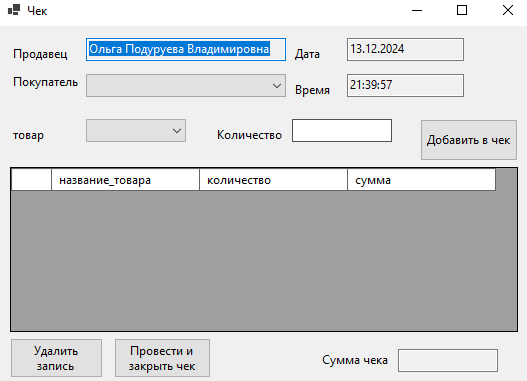 Чек
Продавец Ольга Подуруева Владимировна Дата 13.12.2024
Покупатель Время 21:39:57
товар Количество Добавить в чек
название_товара количество сумма
Удалить запись Провести и закрыть чек Сумма чека